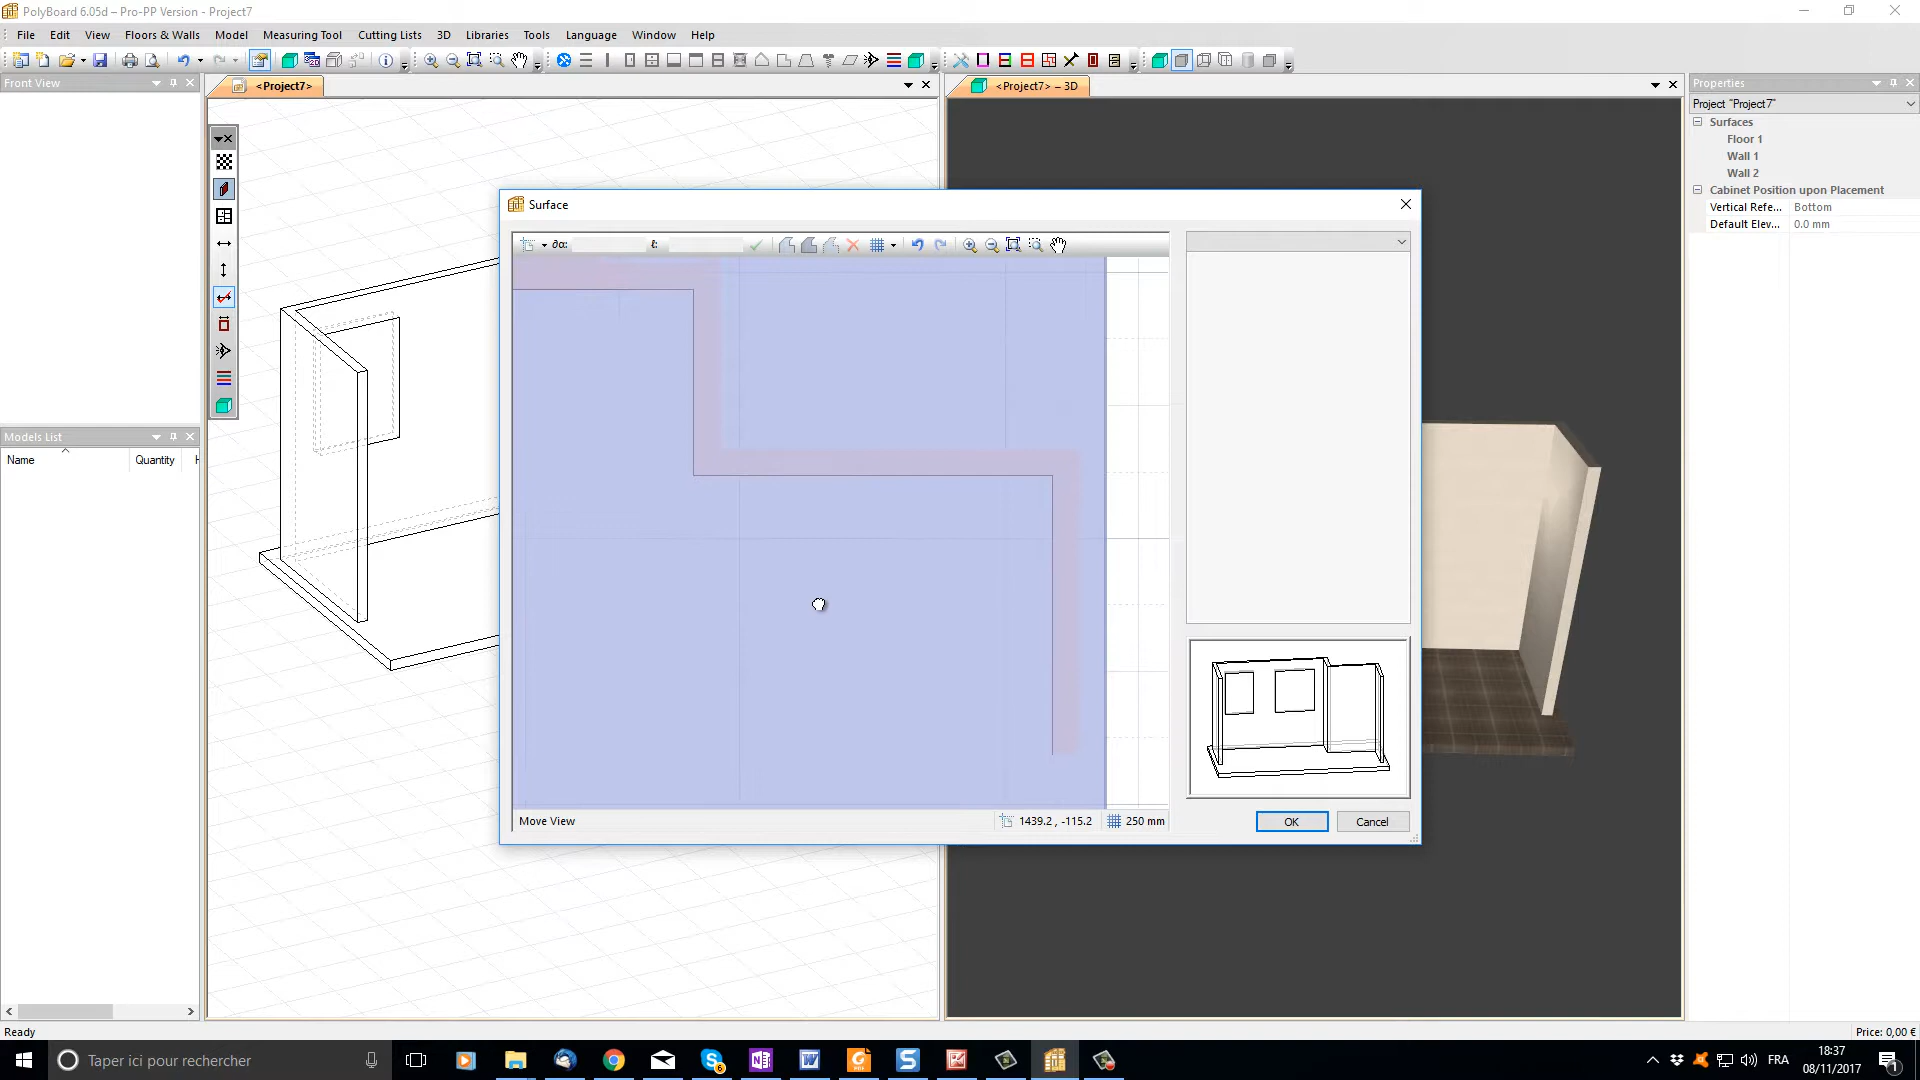 PolyBoard 6.05d – Pro-PP Version - Project7
File Edit View Floors & Walls Model Measuring Tool Cutting Lists 3D Libraries Tools Language Window Help
Front View
<Project7>
<Project7> – 3D
Properties
Project "Project7"
Surfaces
Floor 1
Wall 1
Wall 2
Cabinet Position upon Placement
Vertical Refe... Bottom
Default Elev... 0.0 mm
Surface
∂α: ℓ:
Models List
Name Quantity H
Move View 1439.2 , -115.2 250 mm
OK Cancel
Ready Price: 0,00 €
Taper ici pour rechercher
6
FRA
18:37
08/11/2017
1